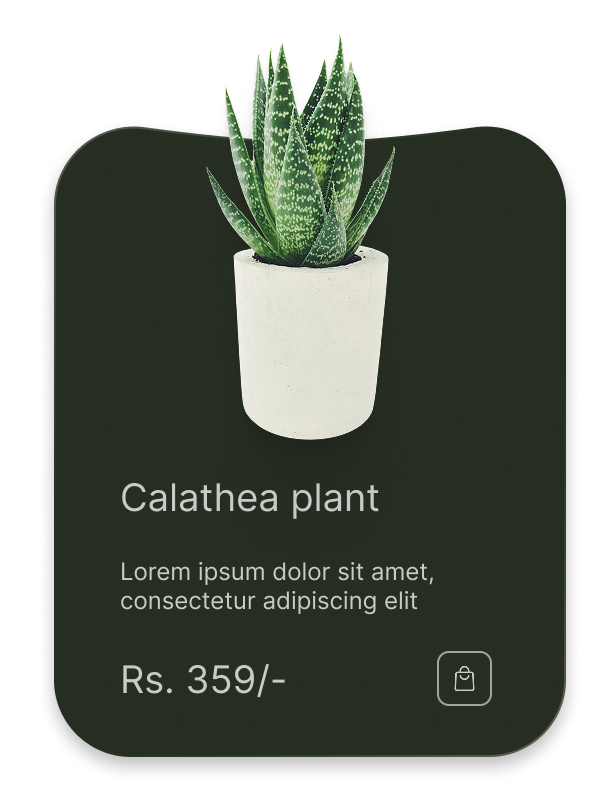 Calathea plant
Lorem ipsum dolor sit amet,
consectetur adipiscing elit
Rs. 359/-